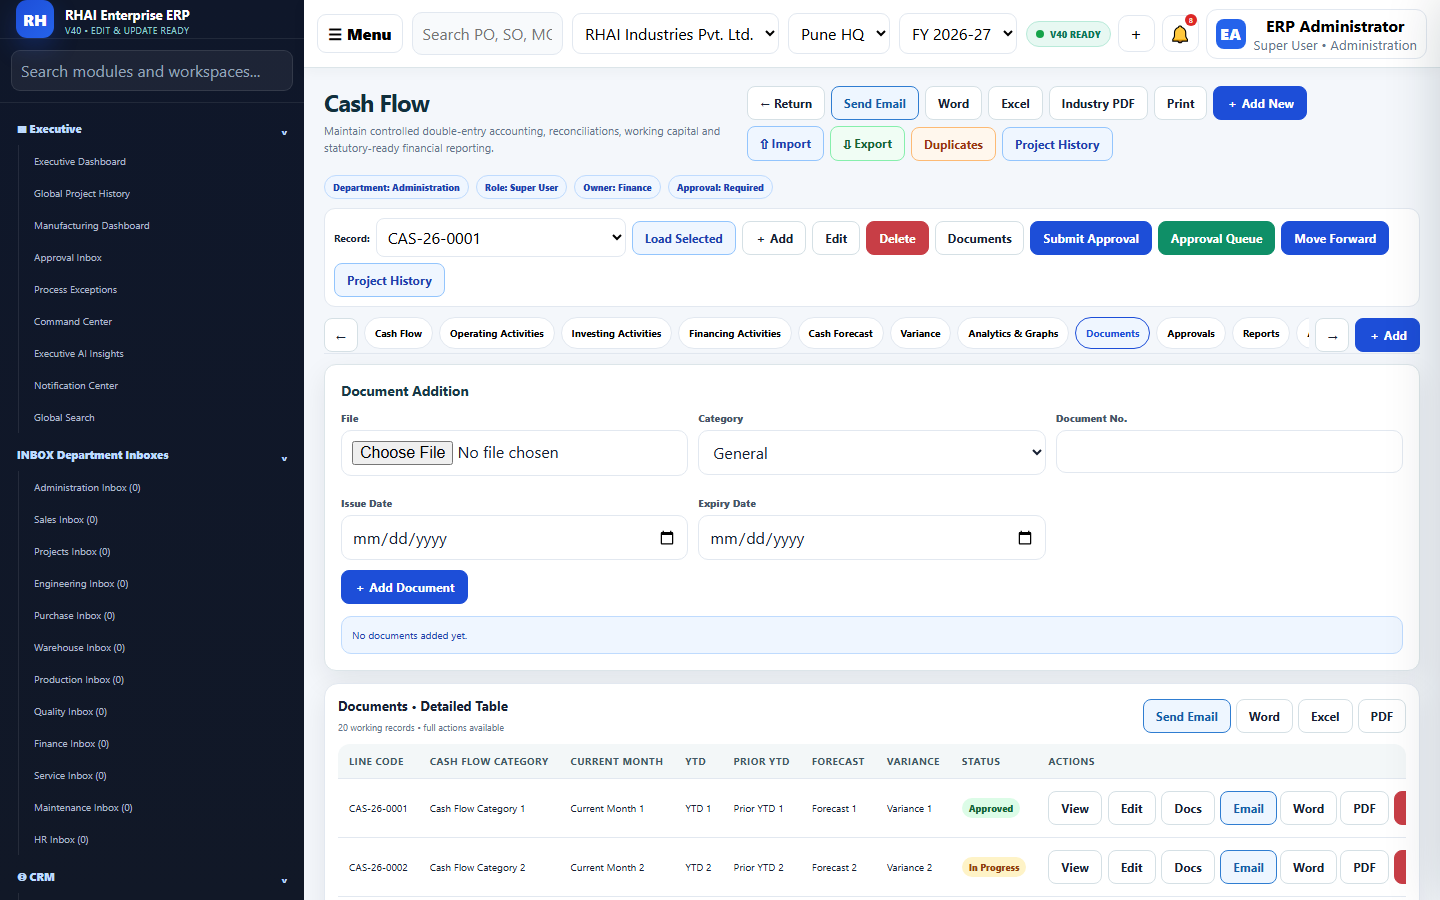 RH
RHAI Enterprise ERP
V40 • EDIT & UPDATE READY
Search modules and workspaces...
Executive
Executive Dashboard
Global Project History
Manufacturing Dashboard
Approval Inbox
Process Exceptions
Command Center
Executive AI Insights
Notification Center
Global Search
INBOX Department Inboxes
Administration Inbox (0)
Sales Inbox (0)
Projects Inbox (0)
Engineering Inbox (0)
Purchase Inbox (0)
Warehouse Inbox (0)
Production Inbox (0)
Quality Inbox (0)
Finance Inbox (0)
Service Inbox (0)
Maintenance Inbox (0)
HR Inbox (0)
CRM
☰ Menu
Search PO, SO, MC
RHAI Industries Pvt. Ltd.
Pune HQ
FY 2026-27
V40 READY
+
8
EA
ERP Administrator
Super User • Administration
Cash Flow
Maintain controlled double-entry accounting, reconciliations, working capital and
statutory-ready financial reporting.
← Return
Send Email
Word
Excel
Industry PDF
Print
+ Add New
⇧ Import
⇩ Export
Duplicates
Project History
Department: Administration
Role: Super User
Owner: Finance
Approval: Required
Record:
CAS-26-0001
Load Selected
+ Add
Edit
Delete
Documents
Submit Approval
Approval Queue
Move Forward
Project History
←
Cash Flow
Operating Activities
Investing Activities
Financing Activities
Cash Forecast
Variance
Analytics & Graphs
Documents
Approvals
Reports
→
+ Add
Document Addition
File
Category
Document No.
Choose File No file chosen
General
Issue Date
Expiry Date
mm/dd/yyyy
mm/dd/yyyy
+ Add Document
No documents added yet.
Documents • Detailed Table
20 working records • full actions available
Send Email
Word
Excel
PDF
LINE CODE CASH FLOW CATEGORY CURRENT MONTH YTD PRIOR YTD FORECAST VARIANCE STATUS ACTIONS
CAS-26-0001 Cash Flow Category 1 Current Month 1 YTD 1 Prior YTD 1 Forecast 1 Variance 1 Approved View Edit Docs Email Word PDF
CAS-26-0002 Cash Flow Category 2 Current Month 2 YTD 2 Prior YTD 2 Forecast 2 Variance 2 In Progress View Edit Docs Email Word PDF